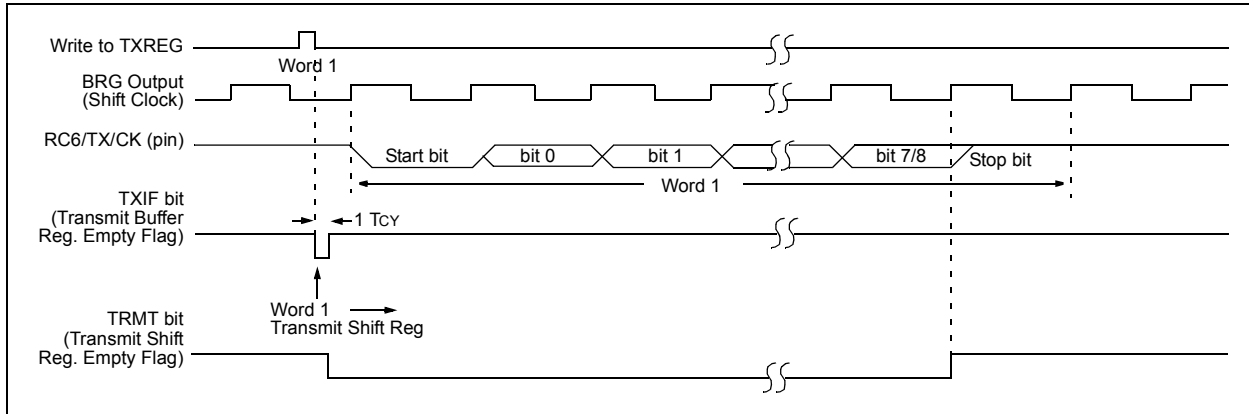 Write to TXREG
Word 1
BRG Output
(Shift Clock)
RC6/TX/CK (pin)
Start bit
bit 0
bit 1
bit 7/8
Stop bit
Word 1
TXIF bit
(Transmit Buffer
Reg. Empty Flag)
1 TCY
Word 1
Transmit Shift Reg
TRMT bit
(Transmit Shift
Reg. Empty Flag)